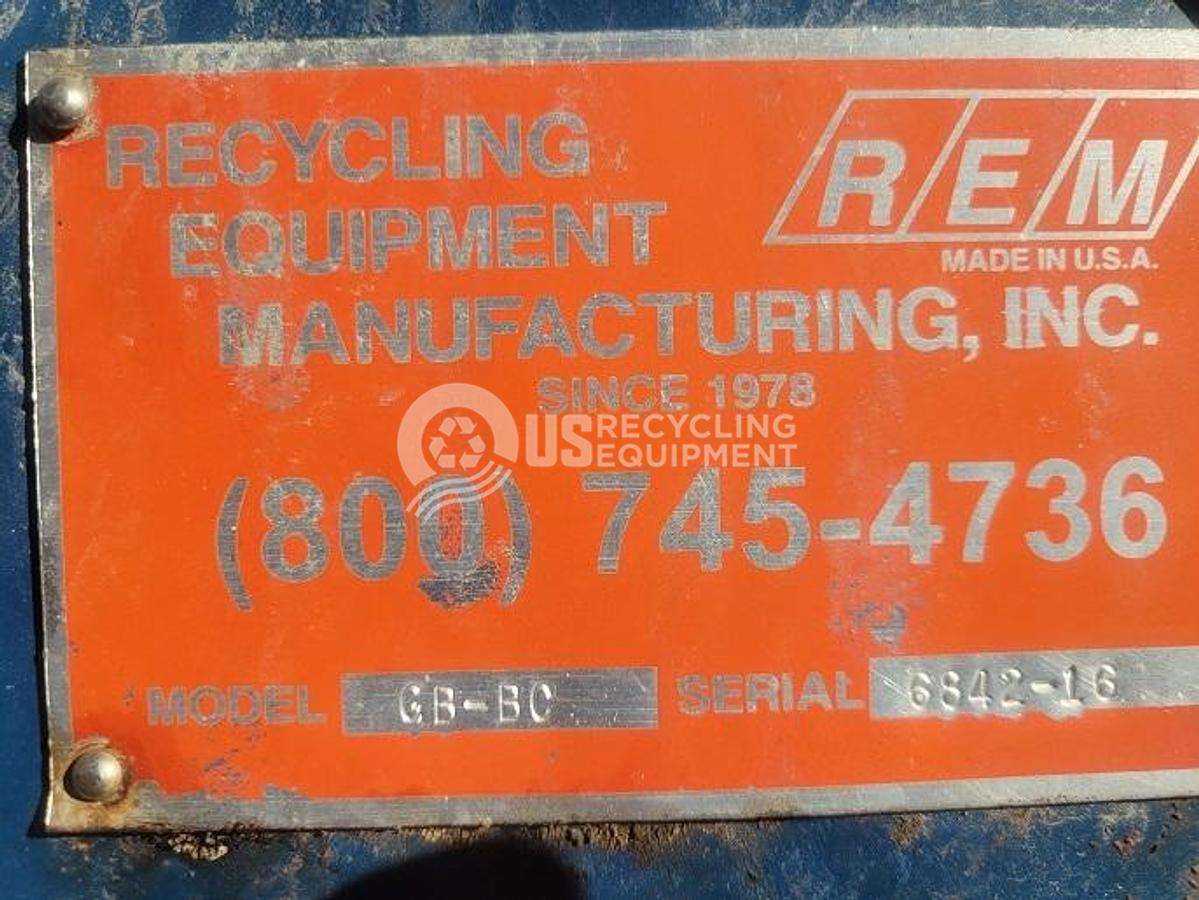 RECYCLING
EQUIPMENT
MANUFACTURING, INC.
R/E/M
MADE IN U.S.A.
SINCE 1978
US RECYCLING
EQUIPMENT
(800) 745-4736
MODEL GB-BC SERIAL 6842-16